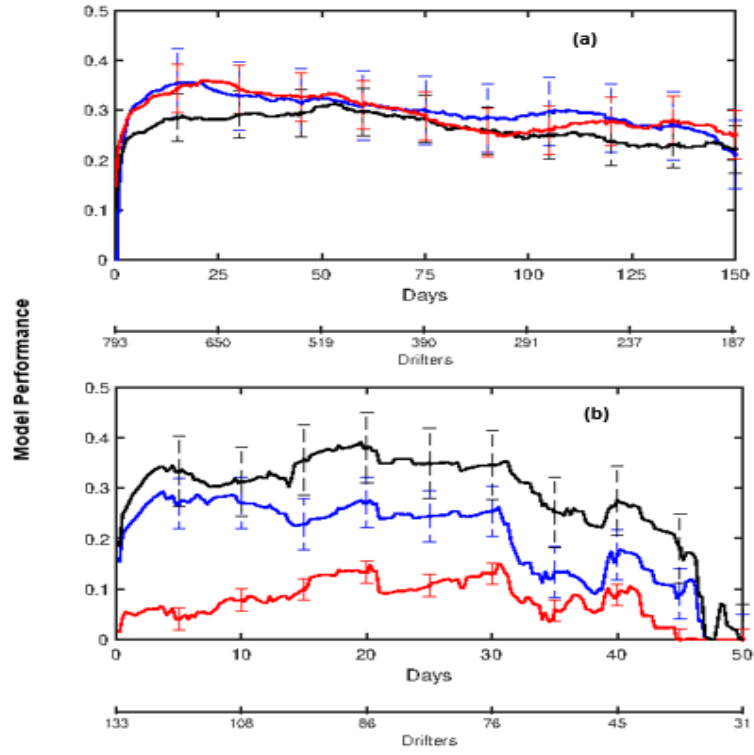 Model Performance
(a)
0.5
0.4
0.3
0.2
0.1
0
0 25 50 75 100 125 150
Days
793 650 519 390 291 237 187
Drifters
(b)
0.5
0.4
0.3
0.2
0.1
0
0 10 20 30 40 50
Days
133 108 86 76 45 31
Drifters